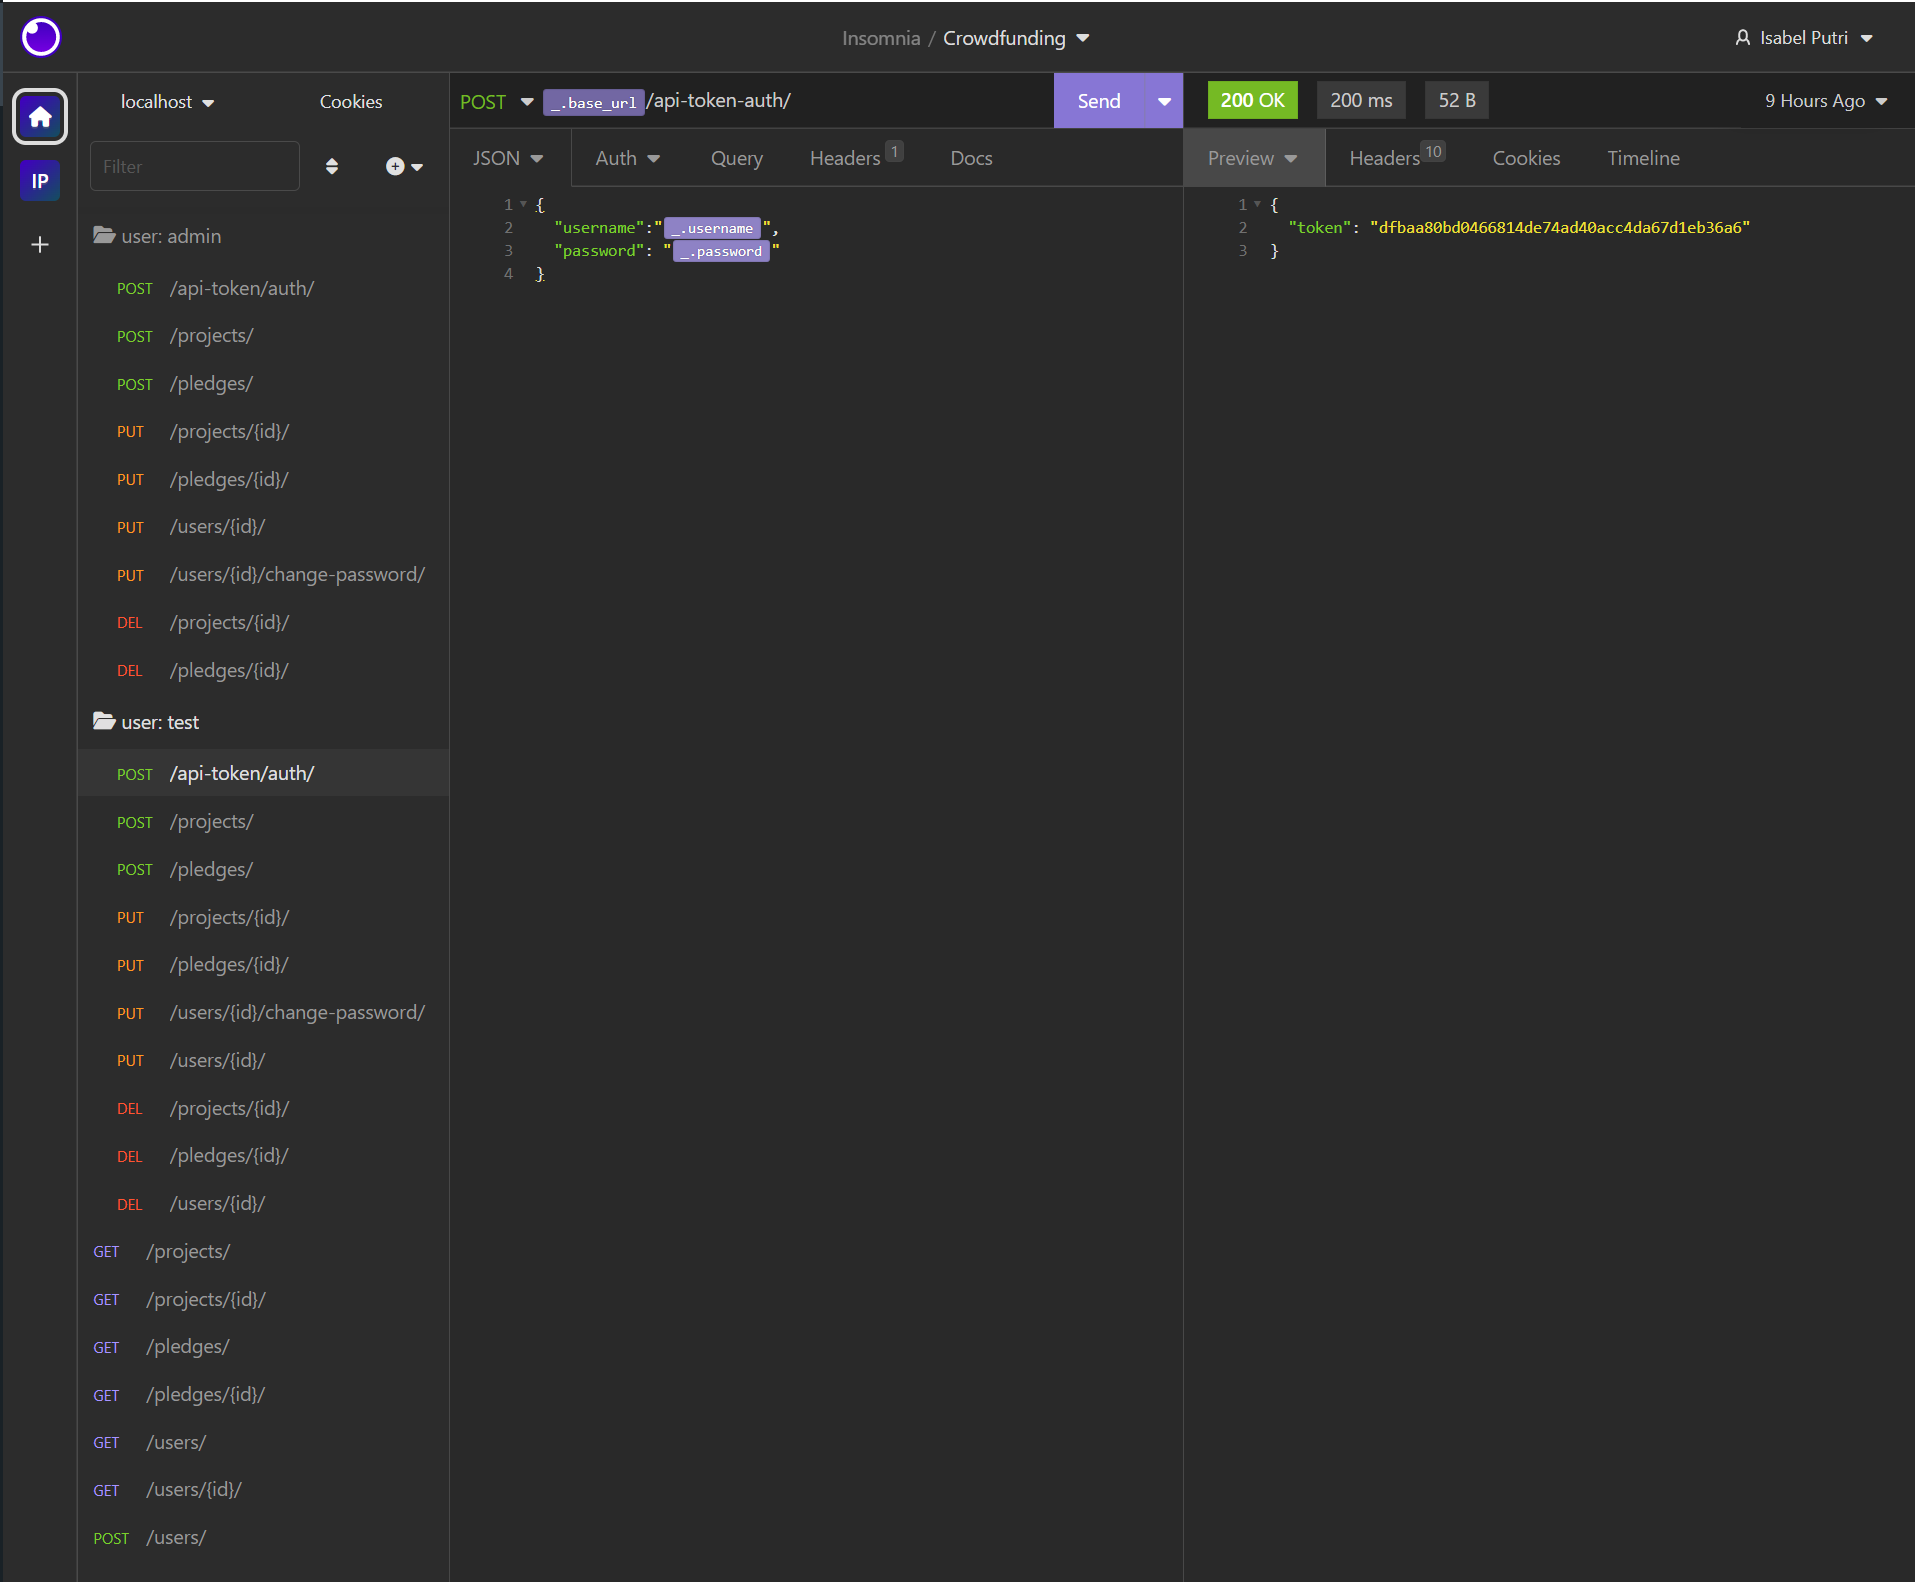 Insomnia / Crowdfunding
Isabel Putri
IP
localhost
Cookies
Filter
user: admin
POST /api-token/auth/
POST /projects/
POST /pledges/
PUT /projects/{id}/
PUT /pledges/{id}/
PUT /users/{id}/
PUT /users/{id}/change-password/
DEL /projects/{id}/
DEL /pledges/{id}/
user: test
POST /api-token/auth/
POST /projects/
POST /pledges/
PUT /projects/{id}/
PUT /pledges/{id}/
PUT /users/{id}/change-password/
PUT /users/{id}/
DEL /projects/{id}/
DEL /pledges/{id}/
DEL /users/{id}/
GET /projects/
GET /projects/{id}/
GET /pledges/
GET /pledges/{id}/
GET /users/
GET /users/{id}/
POST /users/
POST _.base_url/api-token-auth/
Send
JSON Auth Query Headers 1 Docs
1 {
2 "username":"_.username",
3 "password": "_.password"
4 }
200 OK 200 ms 52 B 9 Hours Ago
Preview Headers 10 Cookies Timeline
1 {
2 "token": "dfbaa80bd0466814de74ad40acc4da67d1eb36a6"
3 }